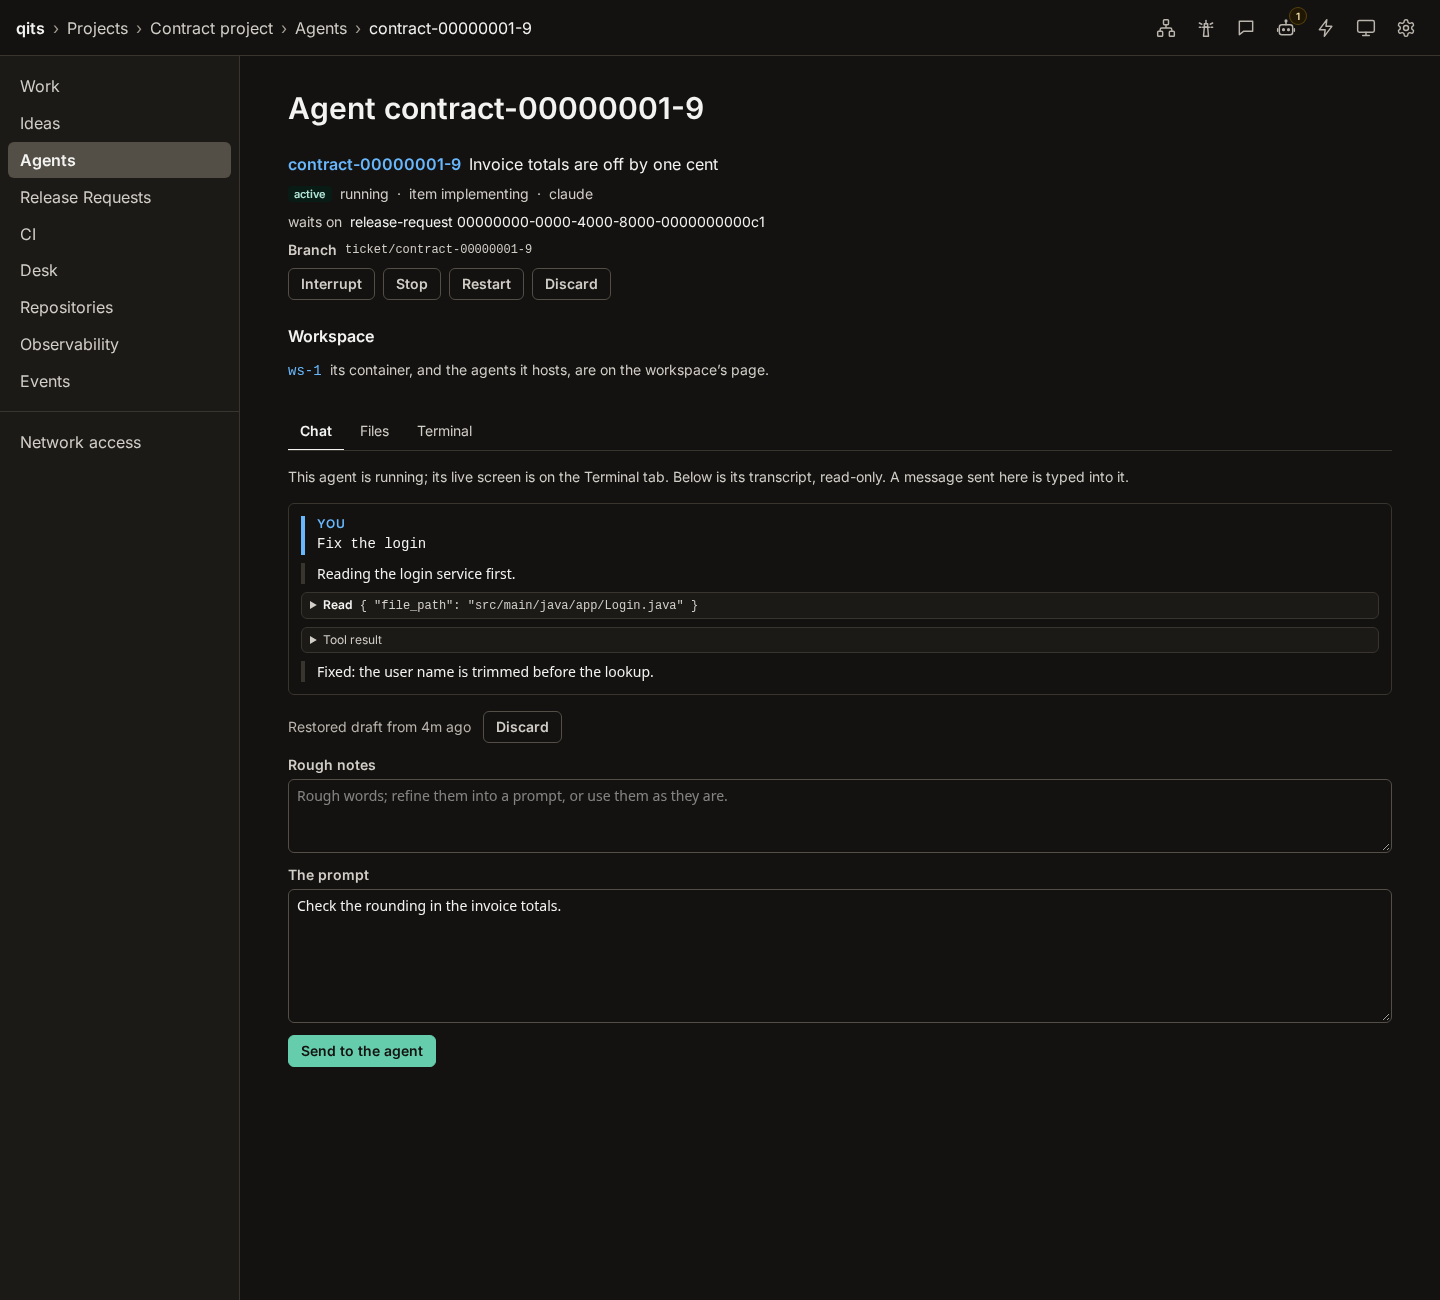 qits › Projects › Contract project › Agents › contract-00000001-9
1
Work
Ideas
Agents
Release Requests
CI
Desk
Repositories
Observability
Events
Network access
Agent contract-00000001-9
contract-00000001-9 Invoice totals are off by one cent
active running · item implementing · claude
waits on release-request 00000000-0000-4000-8000-0000000000c1
Branch ticket/contract-00000001-9
Interrupt Stop Restart Discard
Workspace
ws-1 its container, and the agents it hosts, are on the workspace’s page.
Chat Files Terminal
This agent is running; its live screen is on the Terminal tab. Below is its transcript, read-only. A message sent here is typed into it.
YOU
Fix the login
Reading the login service first.
Read { "file_path": "src/main/java/app/Login.java" }
Tool result
Fixed: the user name is trimmed before the lookup.
Restored draft from 4m ago Discard
Rough notes
Rough words; refine them into a prompt, or use them as they are.
The prompt
Check the rounding in the invoice totals.
Send to the agent